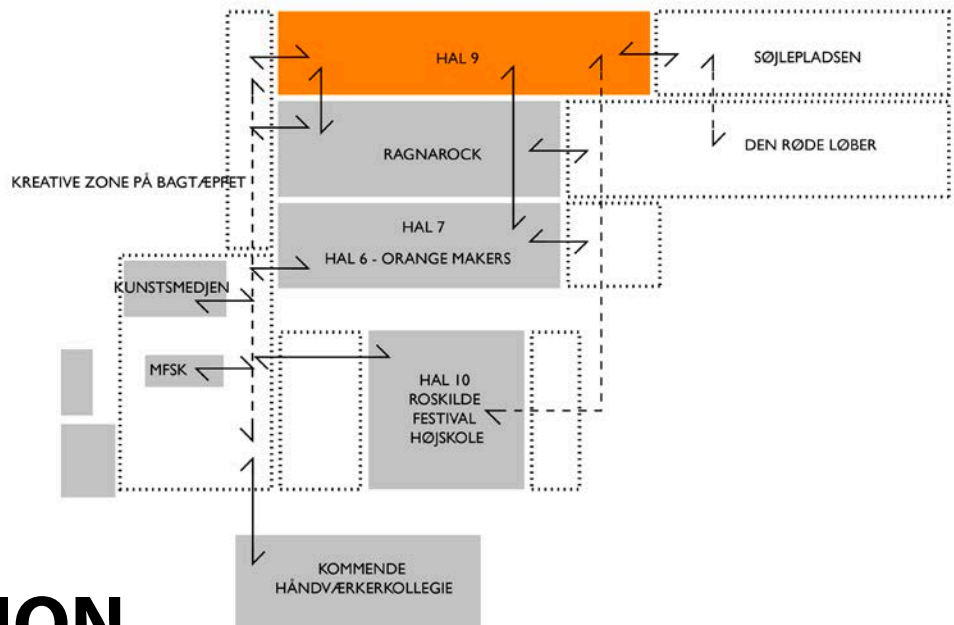 HAL 9
SØJLEPLADSEN
RAGNAROCK
DEN RØDE LØBER
KREATIVE ZONE PÅ BAGTÆPPET
HAL 7
HAL 6 - ORANGE MAKERS
KUNSTSMEDJEN
MFSK
HAL 10
ROSKILDE
FESTIVAL
HØJSKOLE
KOMMENDE
HÅNDVÆRKERKOLLEGIE